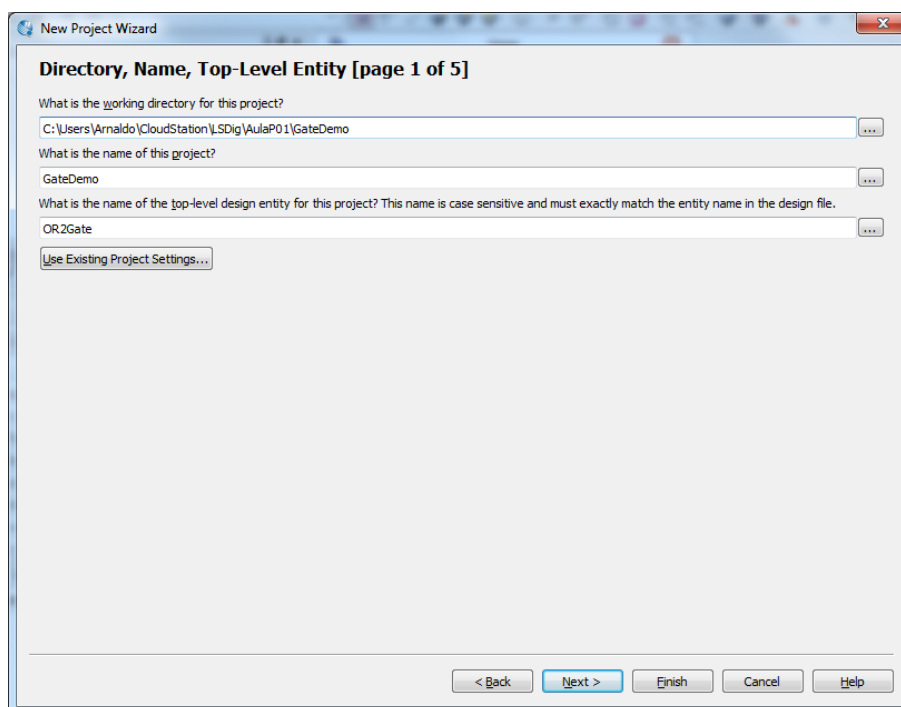 New Project Wizard
Directory, Name, Top-Level Entity [page 1 of 5]
What is the working directory for this project?
C:\Users\Arnaldo\CloudStation\LSDig\AulaP01\GateDemo
...
What is the name of this project?
GateDemo
...
What is the name of the top-level design entity for this project? This name is case sensitive and must exactly match the entity name in the design file.
OR2Gate
...
Use Existing Project Settings...
< Back Next > Finish Cancel Help